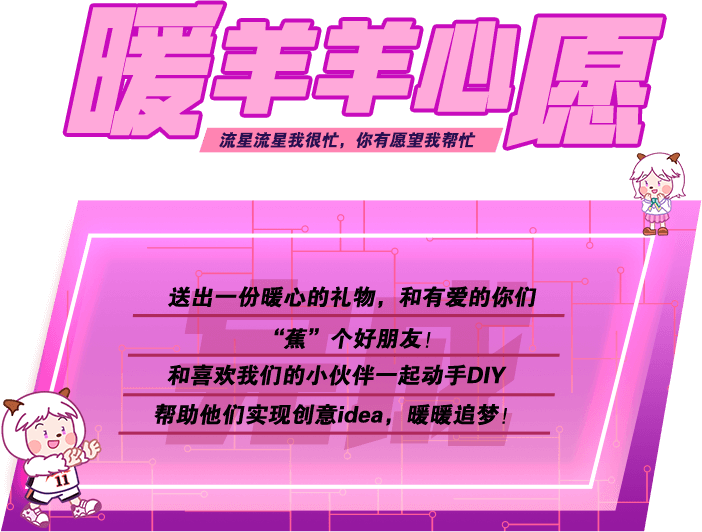 暖羊羊心愿
流星流星我很忙，你有愿望我帮忙
送出一份暖心的礼物，和有爱的你们
“蕉”个好朋友！
和喜欢我们的小伙伴一起动手DIY
帮助他们实现创意idea，暖暖追梦！
11